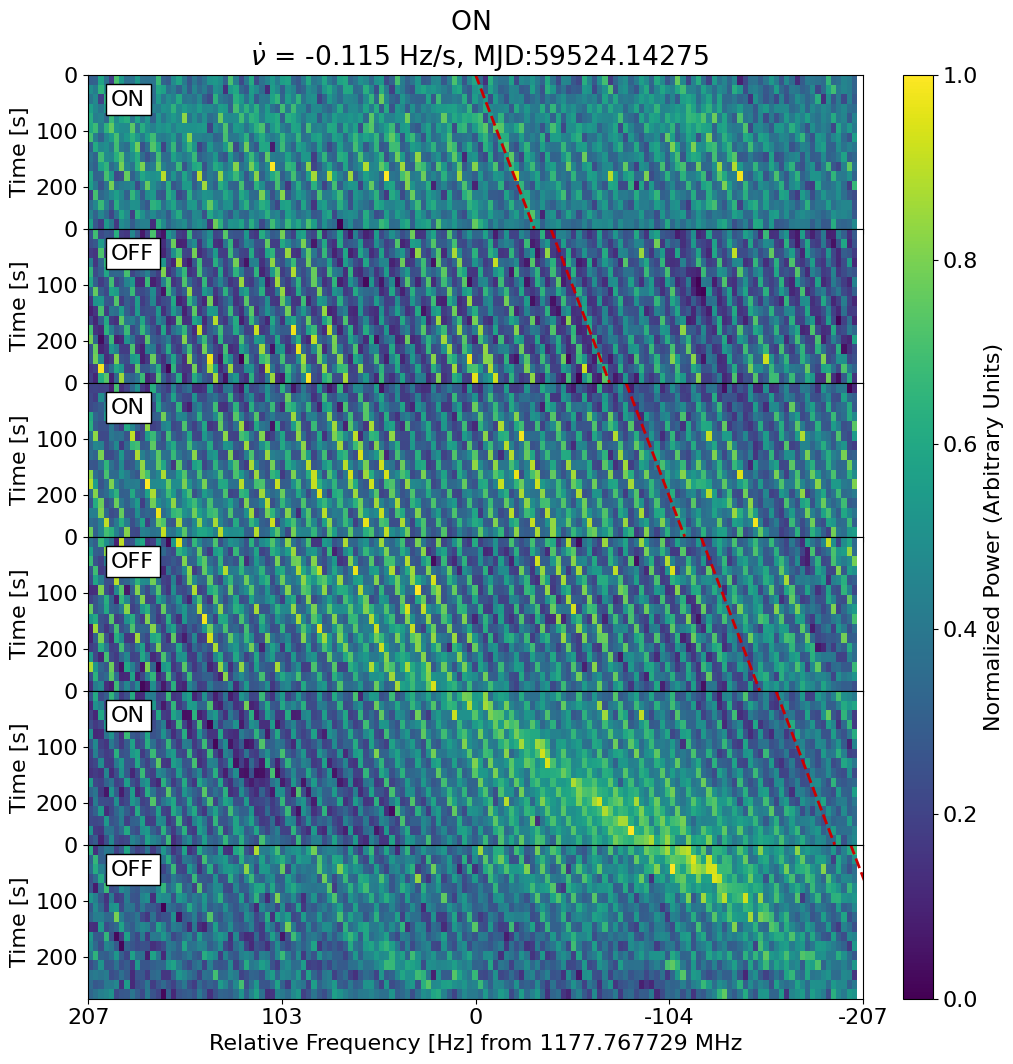 ON
ν̇ = -0.115 Hz/s, MJD:59524.14275
0
100
200
Time [s]
ON
0
100
200
Time [s]
OFF
0
100
200
Time [s]
ON
0
100
200
Time [s]
OFF
0
100
200
Time [s]
ON
0
100
200
Time [s]
OFF
207 103 0 -104 -207
Relative Frequency [Hz] from 1177.767729 MHz
1.0
0.8
0.6
0.4
0.2
0.0
Normalized Power (Arbitrary Units)